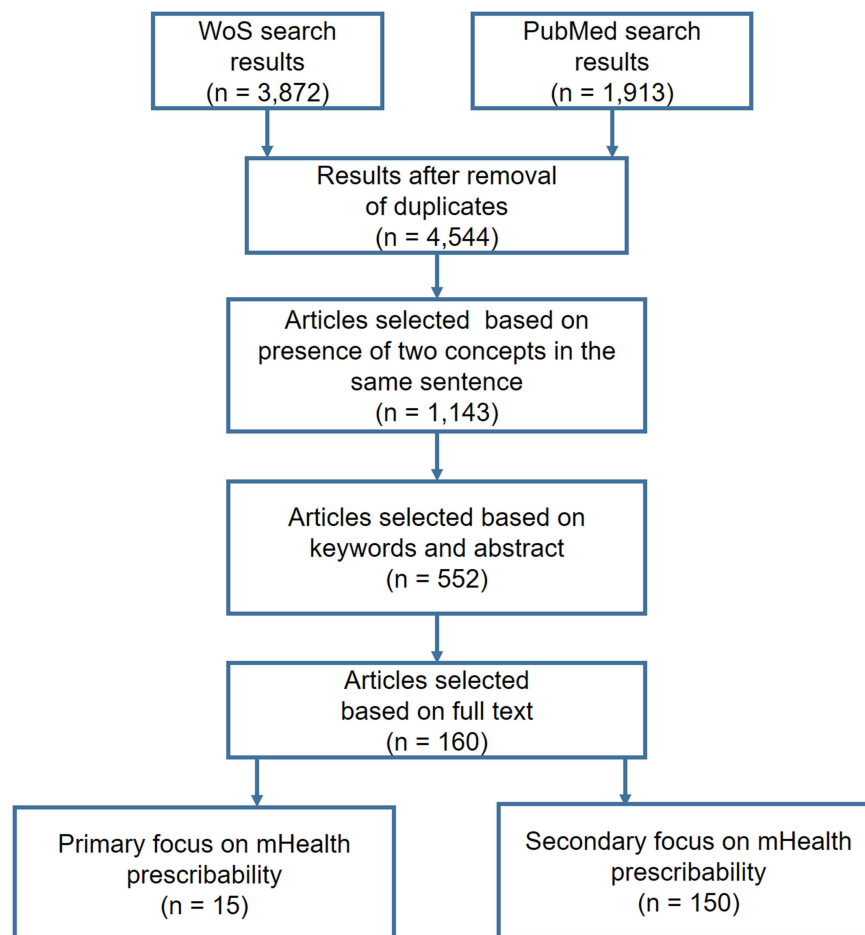 WoS search
results
(n = 3,872)
PubMed search
results
(n = 1,913)
Results after removal
of duplicates
(n = 4,544)
Articles selected  based on
presence of two concepts in the
same sentence
(n = 1,143)
Articles selected based on
keywords and abstract
(n = 552)
Articles selected
based on full text
(n = 160)
Primary focus on mHealth
prescribability
(n = 15)
Secondary focus on mHealth
prescribability
(n = 150)